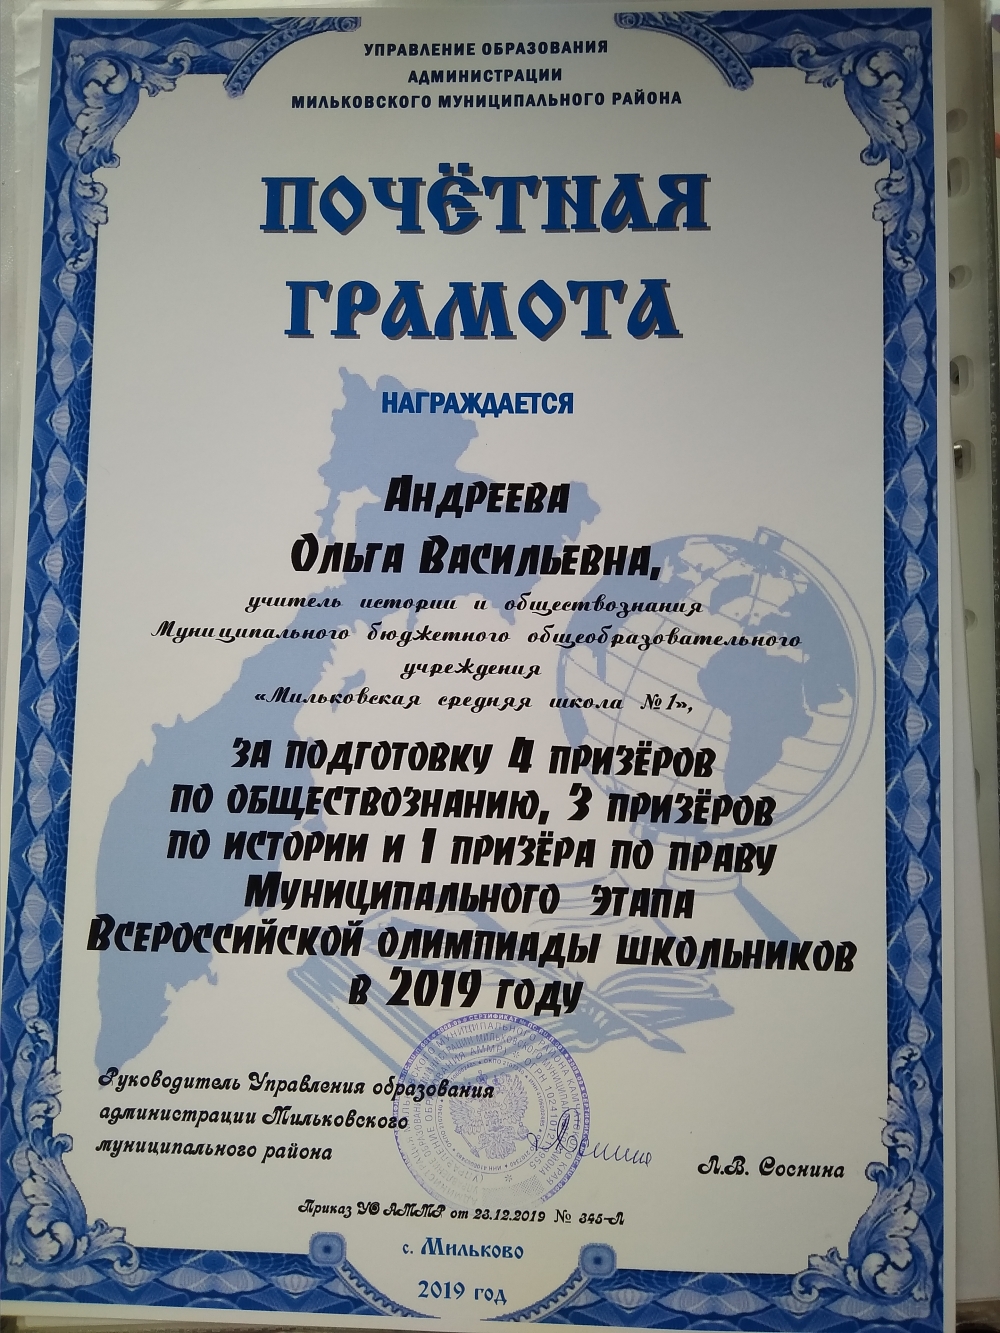 УПРАВЛЕНИЕ ОБРАЗОВАНИЯ
АДМИНИСТРАЦИИ
МИЛЬКОВСКОГО МУНИЦИПАЛЬНОГО РАЙОНА
ПОЧЁТНАЯ
ГРАМОТА
НАГРАЖДАЕТСЯ
Андреева
Ольга Васильевна,
учитель истории и обществознания
Муниципального бюджетного общеобразовательного
учреждения
«Мильковская средняя школа №1»,
за подготовку 4 призёров
по обществознанию, 3 призёров
по истории и 1 призёра по праву
Муниципального этапа
Всероссийской олимпиады школьников
в 2019 году
Руководитель Управления образования
администрации Мильковского
муниципального района
Л.В. Соснина
Приказ УО АММР от 23.12.2019 № 345-Л
с. Мильково
2019 год